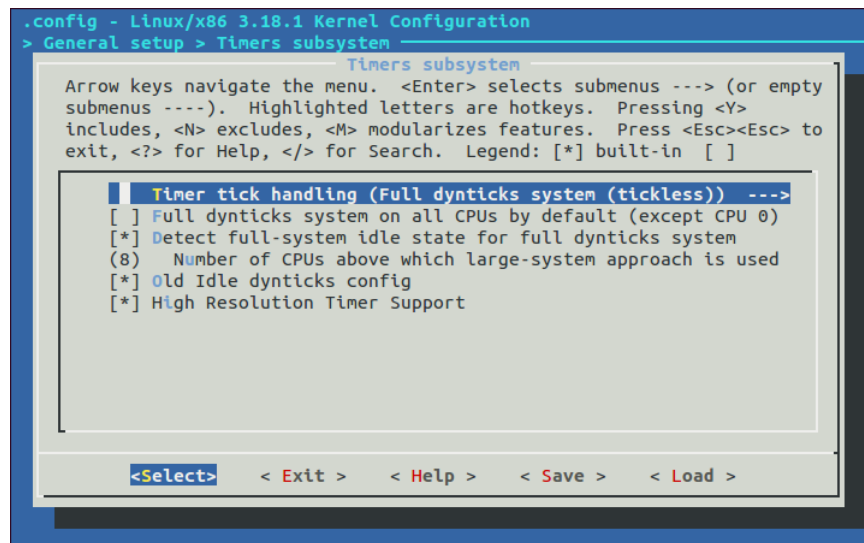 .config - Linux/x86 3.18.1 Kernel Configuration
> General setup > Timers subsystem
Timers subsystem
Arrow keys navigate the menu.  <Enter> selects submenus ---> (or empty
submenus ----).  Highlighted letters are hotkeys.  Pressing <Y>
includes, <N> excludes, <M> modularizes features.  Press <Esc><Esc> to
exit, <?> for Help, </> for Search.  Legend: [*] built-in  [ ]
Timer tick handling (Full dynticks system (tickless))  --->
[ ] Full dynticks system on all CPUs by default (except CPU 0)
[*] Detect full-system idle state for full dynticks system
(8)   Number of CPUs above which large-system approach is used
[*] Old Idle dynticks config
[*] High Resolution Timer Support
<Select>    < Exit >    < Help >    < Save >    < Load >